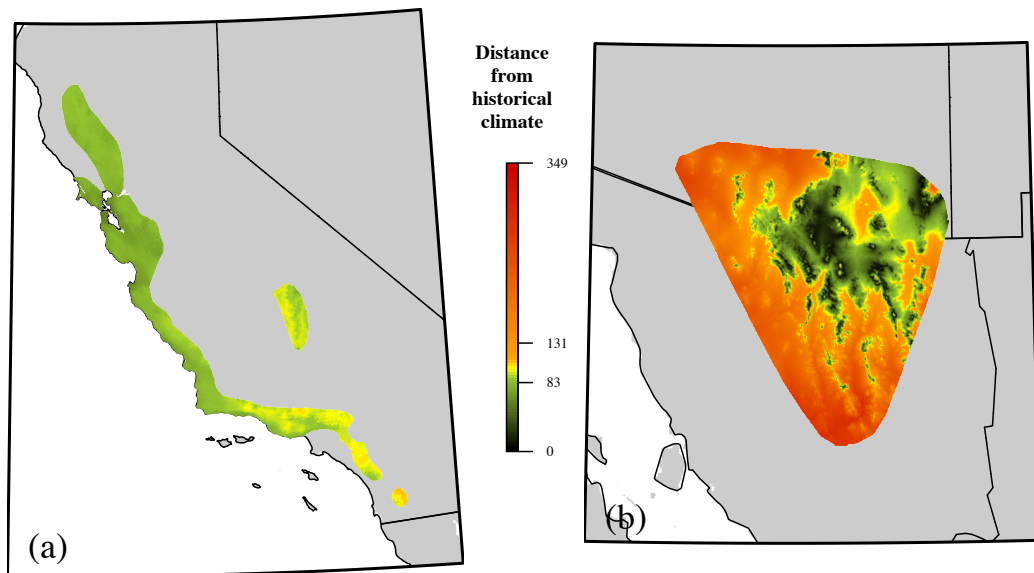 Distance
from
historical
climate
349
131
83
0
(a)
(b)